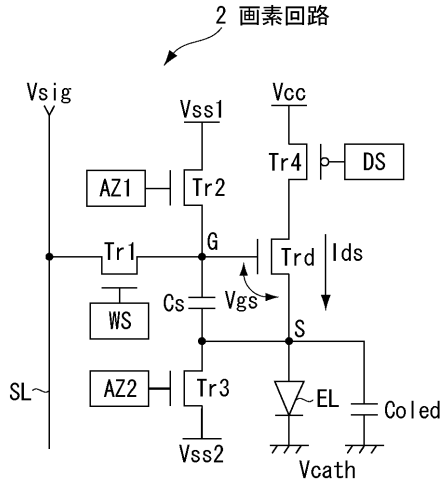 2 画素回路
Vsig
Vss1
Vcc
AZ1
Tr2
Tr4
DS
Tr1
G
Trd
Ids
WS
Cs
Vgs
S
SL
AZ2
Tr3
EL
Coled
Vss2
Vcath